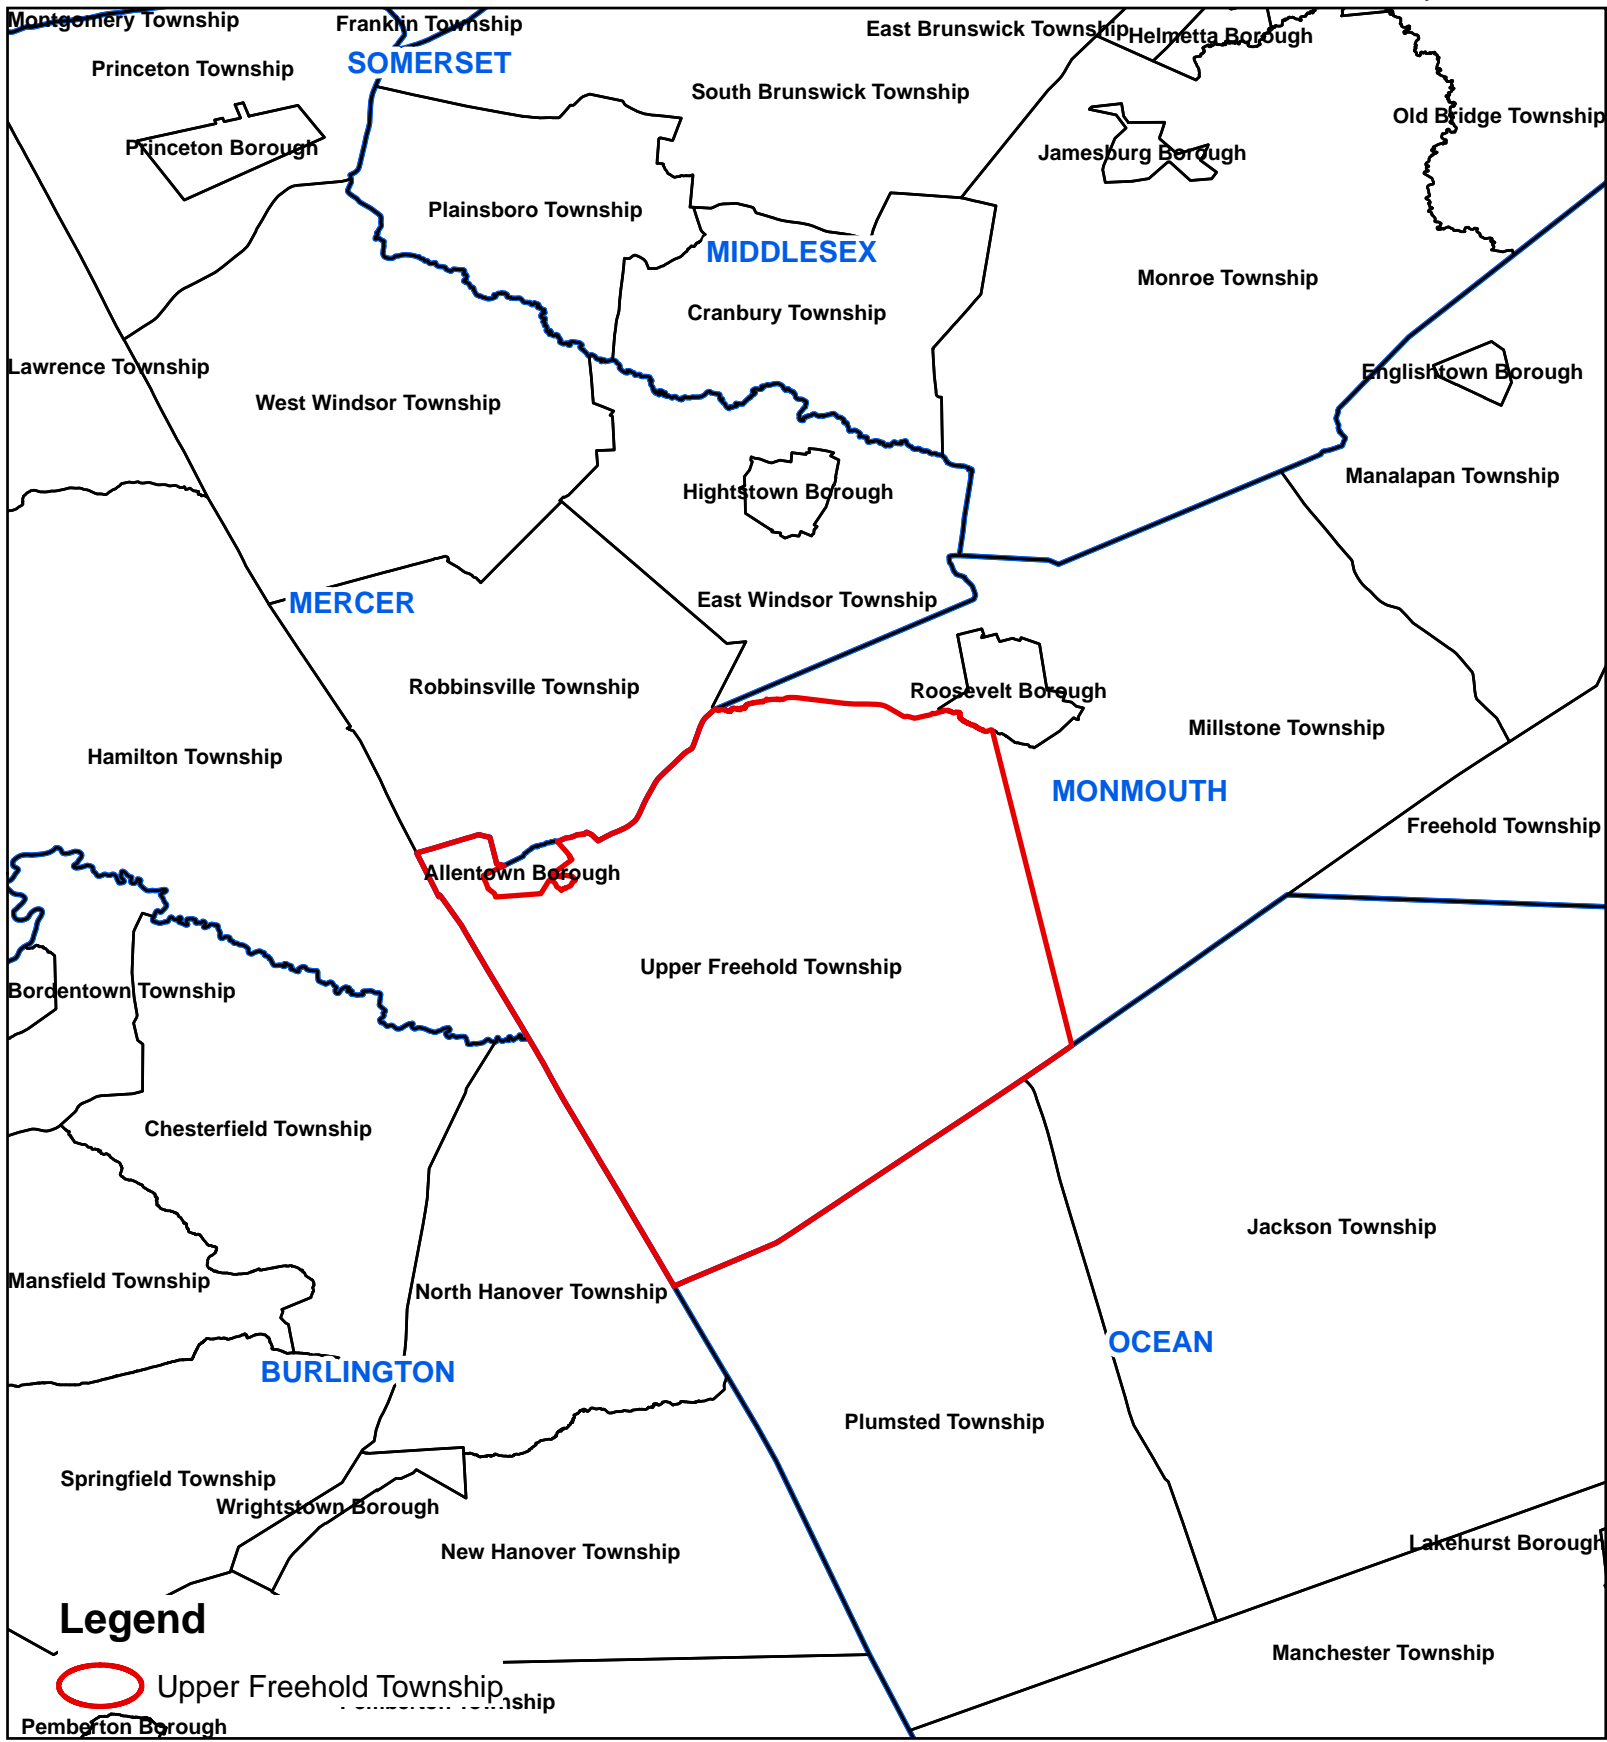 Montgomery Township
Franklin Township
East Brunswick Township
Helmetta Borough
SOMERSET
Princeton Township
South Brunswick Township
Old Bridge Township
Princeton Borough
Jamesburg Borough
Plainsboro Township
MIDDLESEX
Monroe Township
Cranbury Township
Lawrence Township
Englishtown Borough
West Windsor Township
Manalapan Township
Hightstown Borough
MERCER
East Windsor Township
Robbinsville Township
Roosevelt Borough
Millstone Township
Hamilton Township
MONMOUTH
Freehold Township
Allentown Borough
Upper Freehold Township
Bordentown Township
Chesterfield Township
Jackson Township
Mansfield Township
North Hanover Township
OCEAN
BURLINGTON
Plumsted Township
Springfield Township
Wrightstown Borough
New Hanover Township
Lakehurst Borough
Legend
Manchester Township
Upper Freehold Township
Pemberton Township
Pemberton Borough